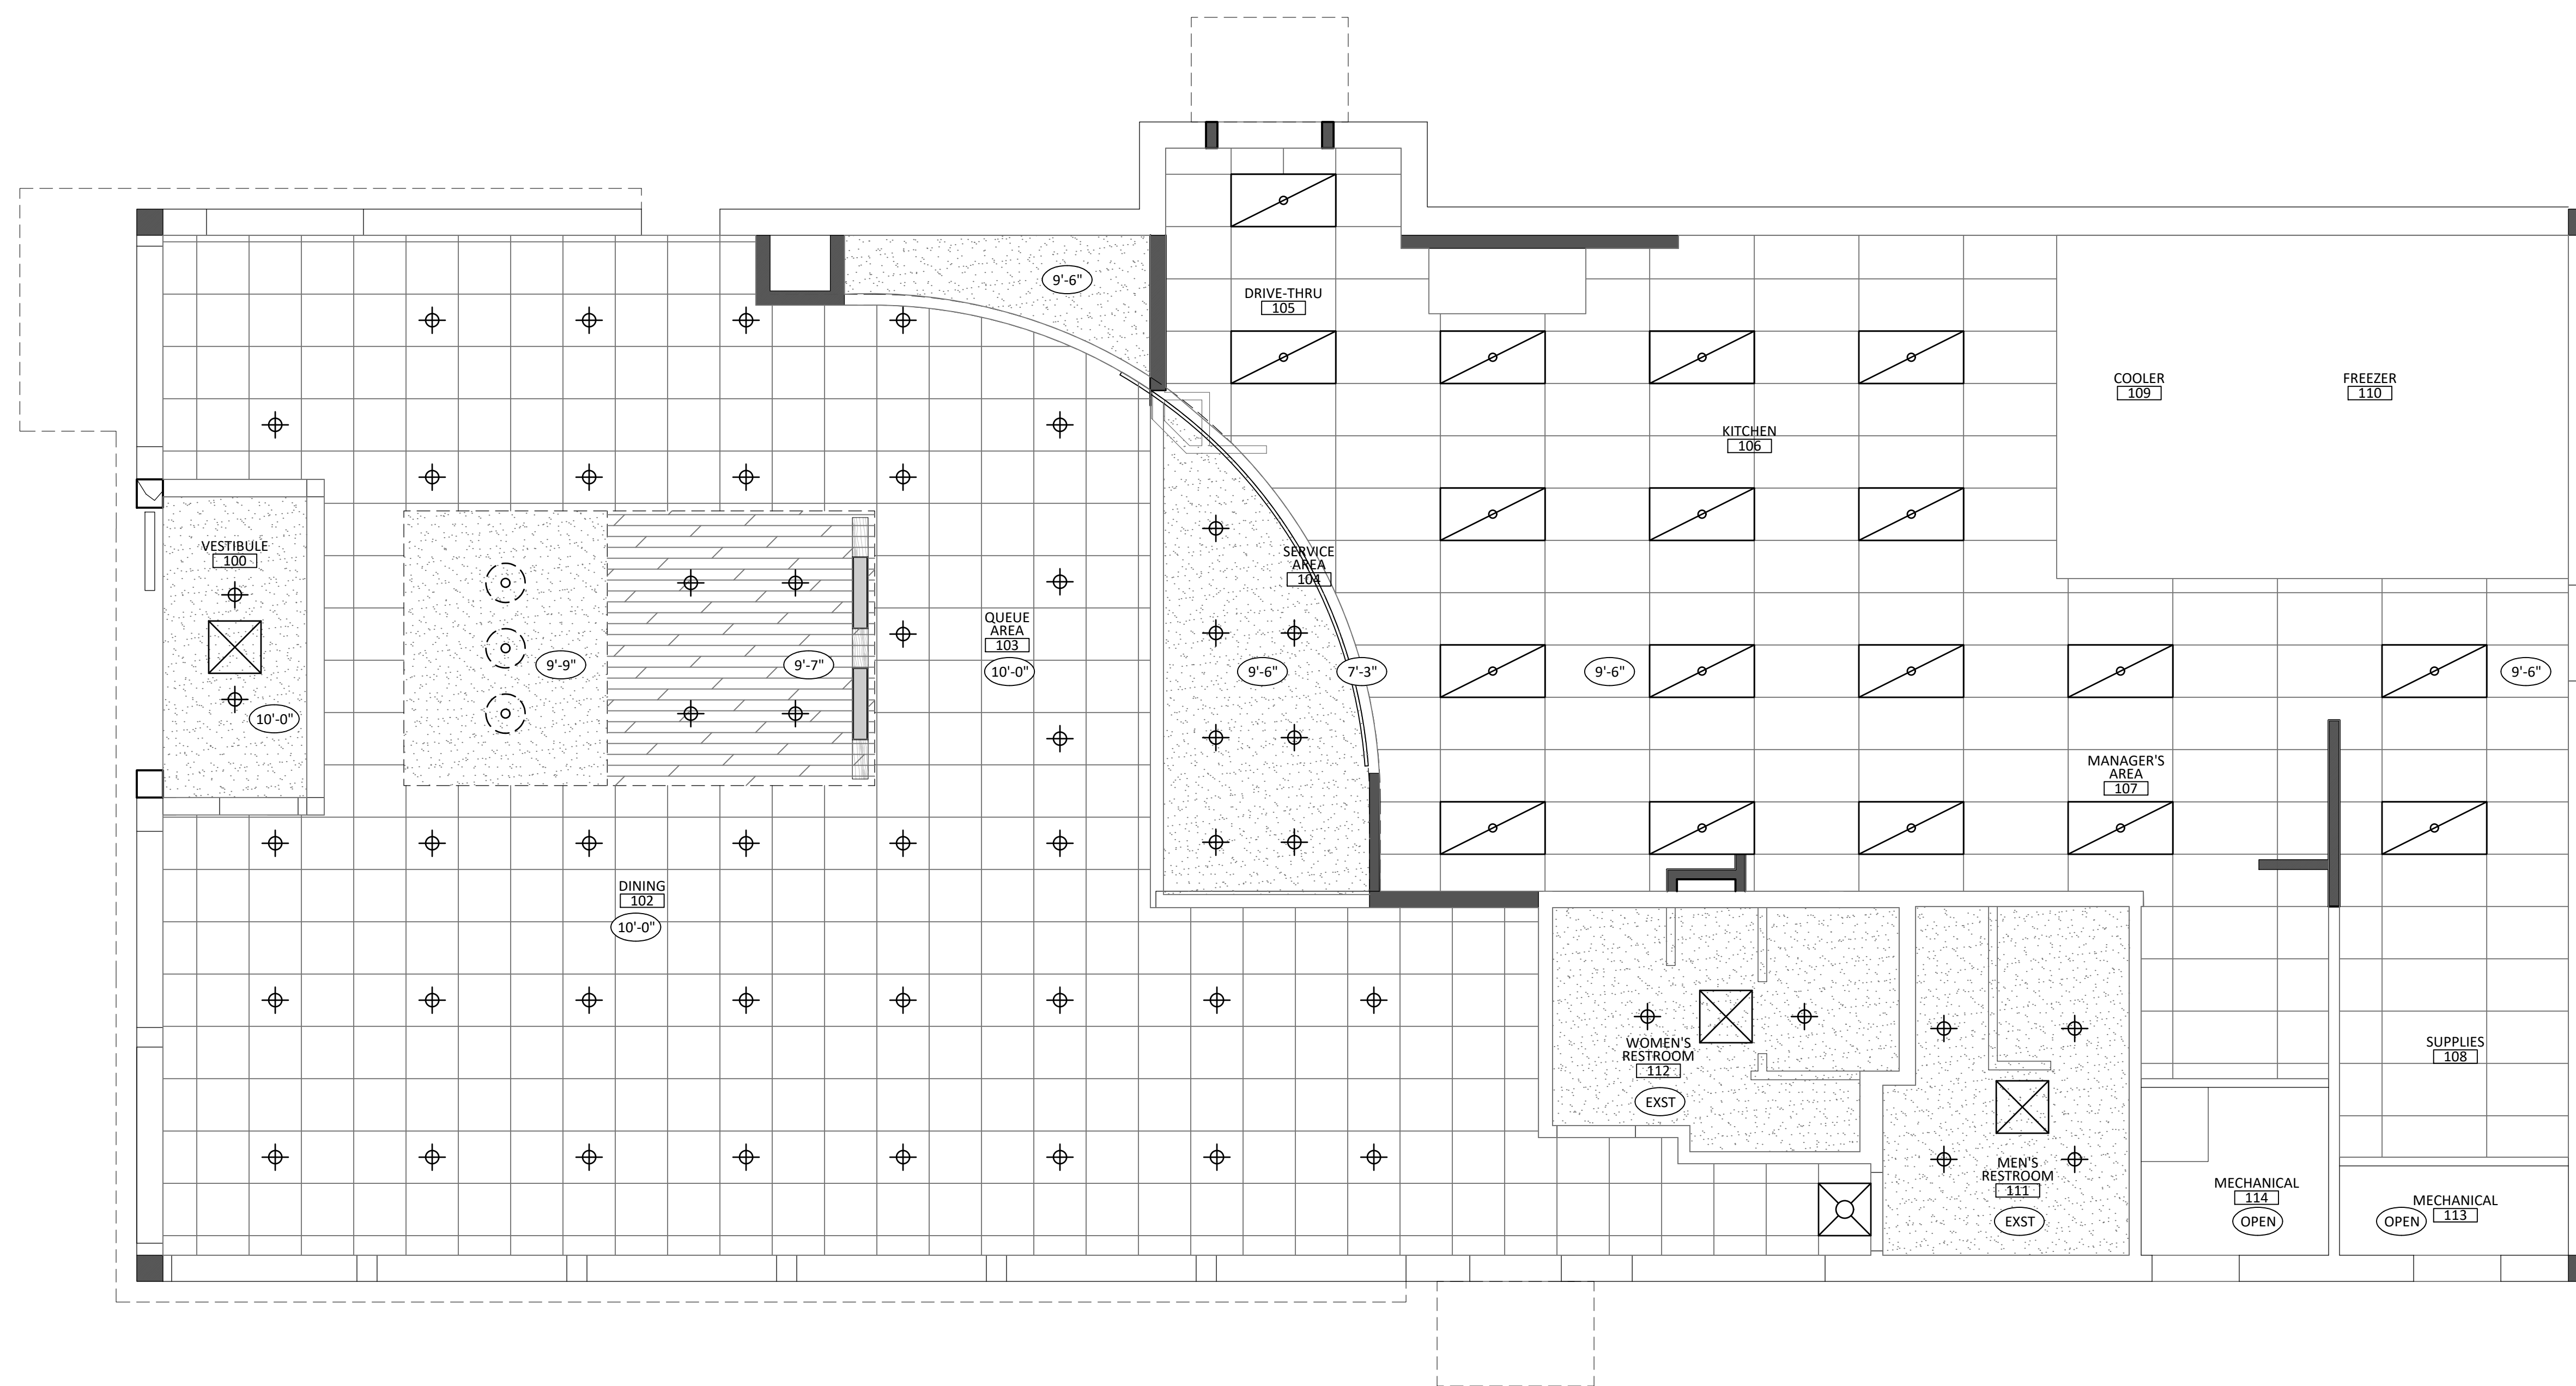 9'-6"
DRIVE-THRU
105
COOLER
109
FREEZER
110
KITCHEN
106
VESTIBULE
100
10'-0"
9'-9"
9'-7"
QUEUE
AREA
103
10'-0"
SERVICE
AREA
104
9'-6"
7'-3"
9'-6"
9'-6"
MANAGER'S
AREA
107
DINING
102
10'-0"
WOMEN'S
RESTROOM
112
EXST
MEN'S
RESTROOM
111
EXST
SUPPLIES
108
MECHANICAL
114
OPEN
MECHANICAL
113
OPEN